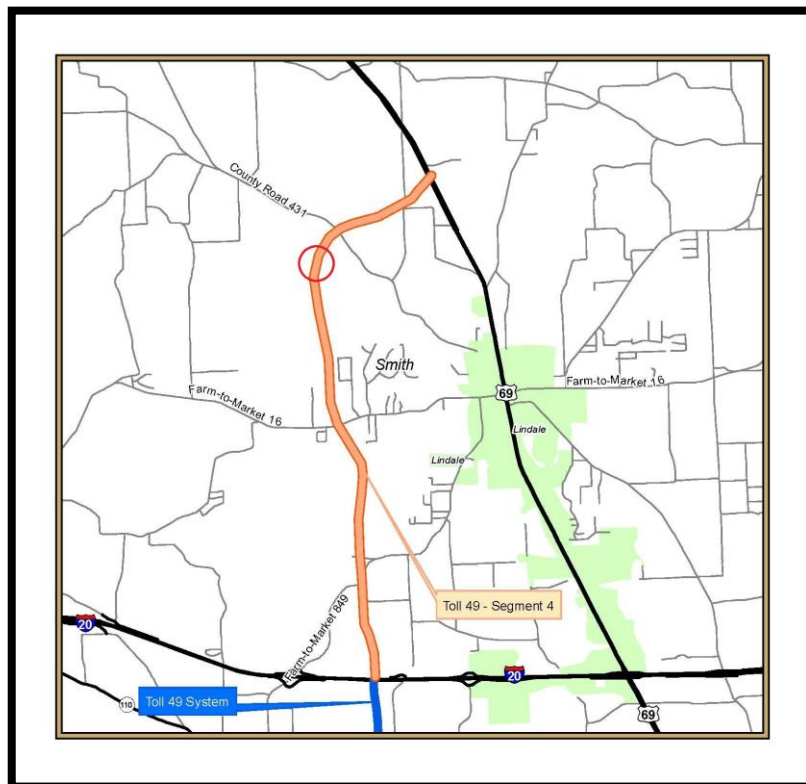 County Road 431
Smith
Farm-to-Market 16
69
Farm-to-Market 16
Lindale
Lindale
Toll 49 - Segment 4
Farm-to-Market 849
20
20
110
Toll 49 System
69